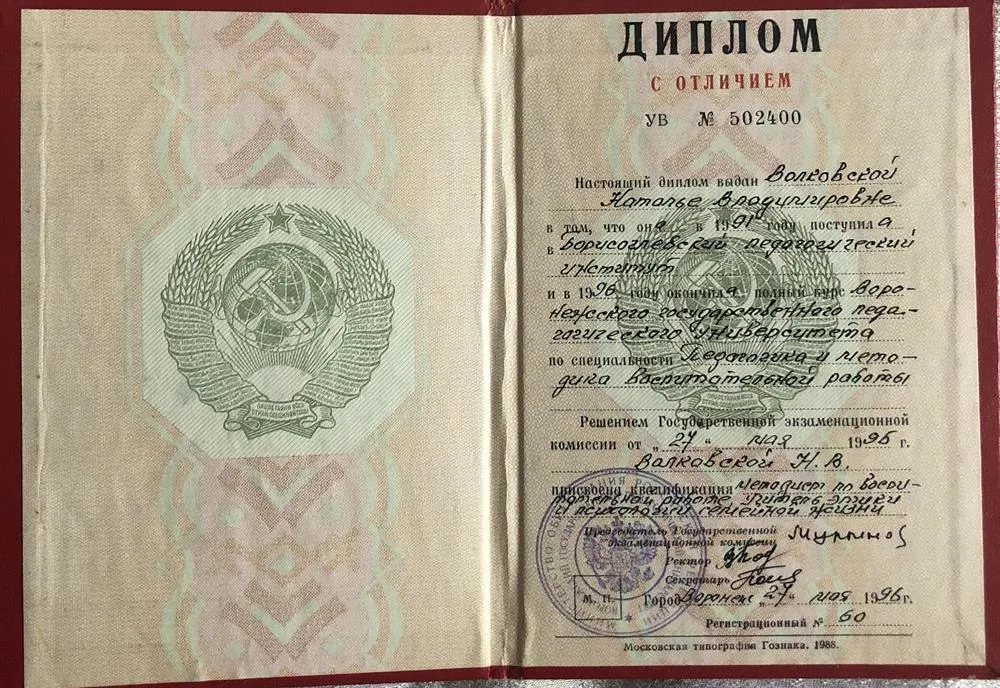 ПРОЛЕТАРИИ ВСЕХ
СТРАН, СОЕДИНЯЙТЕСЬ!
ДИПЛОМ
С ОТЛИЧИЕМ
УВ № 502400
Настоящий диплом выдан Волковской
Наталье Владимировне
в том, что она в 1991 году поступила
в Борисоглебский педагогический
институт
и в 1996 году окончила полный курс Воро-
нежского государственного педа-
гогического университета
по специальности Педагогика и мето-
дика воспитательной работы
Решением Государственной экзаменационной
комиссии от „27“ мая 1996 г.
Волковской Н. В.
присвоена квалификация методист по воспи-
тательной работе учитель этики
и психологии семейной жизни
Председатель Государственной
экзаменационной комиссии
Ректор
Секретарь
М. П.
Город Воронеж „27“ мая 1996 г.
Регистрационный № 60
Московская типография Гознака. 1988.